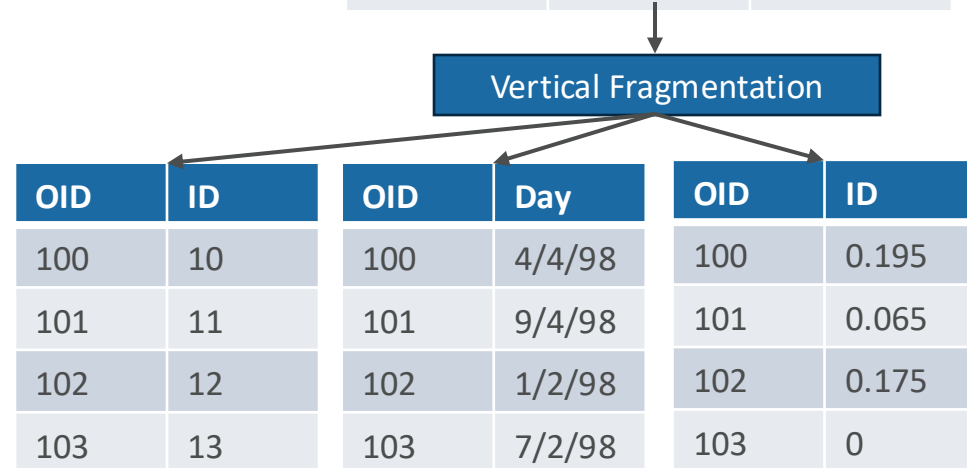 Vertical Fragmentation
OID ID OID Day OID ID
100 10 100 4/4/98 100 0.195
101 11 101 9/4/98 101 0.065
102 12 102 1/2/98 102 0.175
103 13 103 7/2/98 103 0